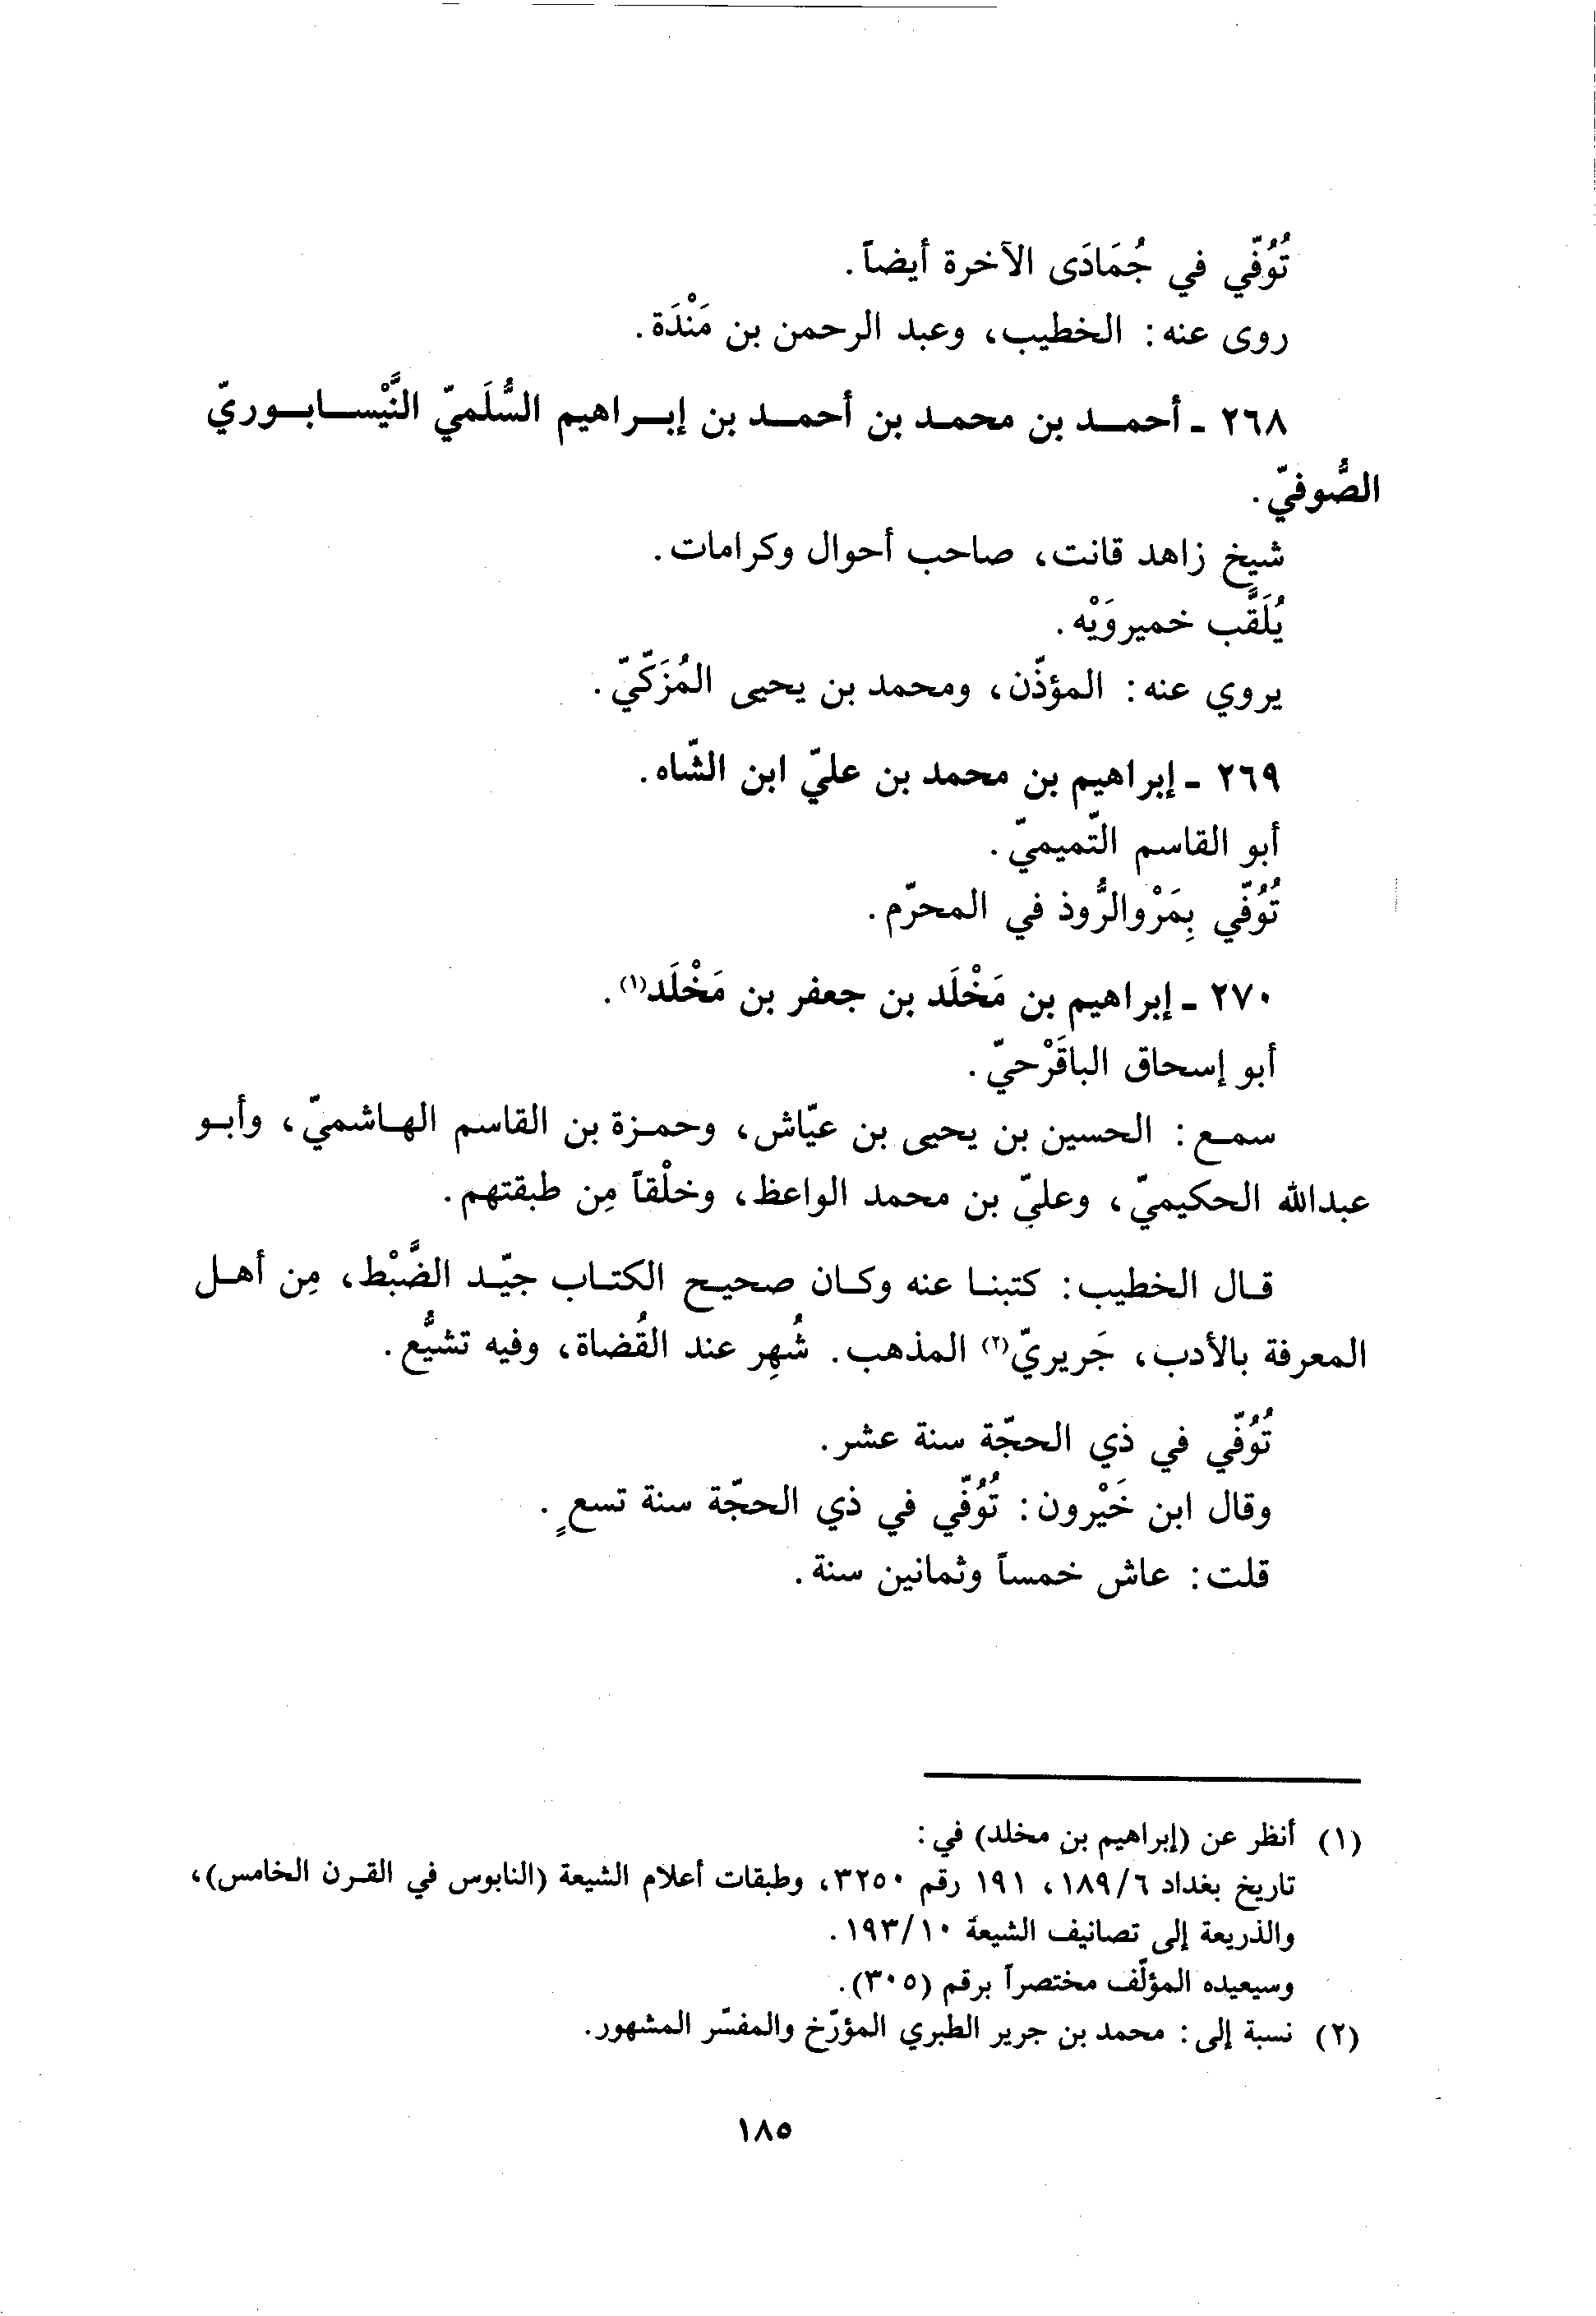 تُوُفّي في جُمَادَى الآخرة أيضاً.
روى عنه: الخطيب، وعبد الرحمن بن مَنْدَة.
٢٦٨ ـ أحمد بن محمد بن أحمد بن إبراهيم السُّلَميّ النَّيْسابوريّ
الصُّوفيّ.
شيخ زاهد قانت، صاحب أحوال وكرامات.
يُلَقَّب خميروَيْه.
يروي عنه: المؤذّن، ومحمد بن يحيى المُزَكّيّ.
٢٦٩ ـ إبراهيم بن محمد بن عليّ ابن الشّاه.
أبو القاسم التّميميّ.
تُوُفّي بِمَرْوالرُّوذ في المحرّم.
٢٧٠ ـ إبراهيم بن مَخْلَد بن جعفر بن مَخْلَد(١).
أبو إسحاق الباقَرْحيّ.
سمع: الحسين بن يحيى بن عيّاش، وحمزة بن القاسم الهاشميّ، وأبو
عبدالله الحكيميّ، وعليّ بن محمد الواعظ، وخلْقاً مِن طبقتهم.
قال الخطيب: كتبنا عنه وكان صحيح الكتاب جيّد الضَّبْط، مِن أهل
المعرفة بالأدب، جَريريّ(٢) المذهب. شُهِر عند القُضاة، وفيه تشيُّع.
تُوُفّي في ذي الحجّة سنة عشر.
وقال ابن خَيْرون: تُوُفّي في ذي الحجّة سنة تسعٍ.
قلت: عاش خمساً وثمانين سنة.
(١) أنظر عن (إبراهيم بن مخلد) في:
تاريخ بغداد ١٨٩/٦، ١٩١ رقم ٣٢٥٠، وطبقات أعلام الشيعة (النابوس في القرن الخامس)،
والذريعة إلى تصانيف الشيعة ١٩٣/١٠.
وسيعيده المؤلّف مختصراً برقم (٣٠٥).
(٢) نسبة إلى: محمد بن جرير الطبري المؤرّخ والمفسّر المشهور.
١٨٥